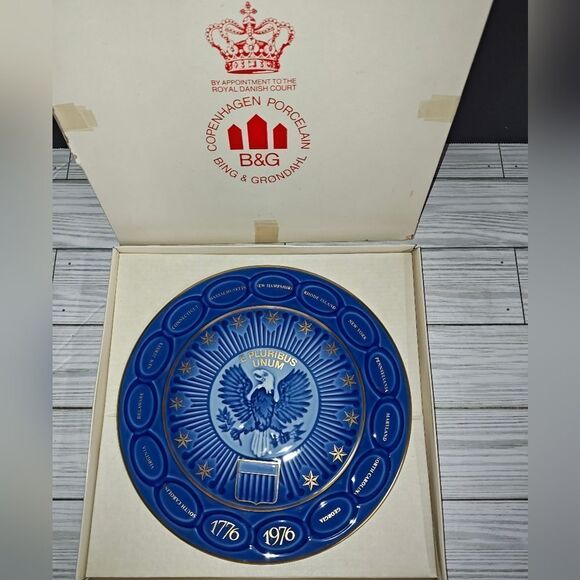 BY APPOINTMENT TO THE
ROYAL DANISH COURT
COPENHAGEN PORCELAIN
B&G
BING & GRØNDAHL
SOUTH CAROLINA
VIRGINIA
DELAWARE
NEW JERSEY
CONNECTICUT
MASSACHUSETTS
NEW HAMPSHIRE
RHODE ISLAND
NEW YORK
PENNSYLVANIA
MARYLAND
NORTH CAROLINA
GEORGIA
E PLURIBUS
UNUM
1776
1976